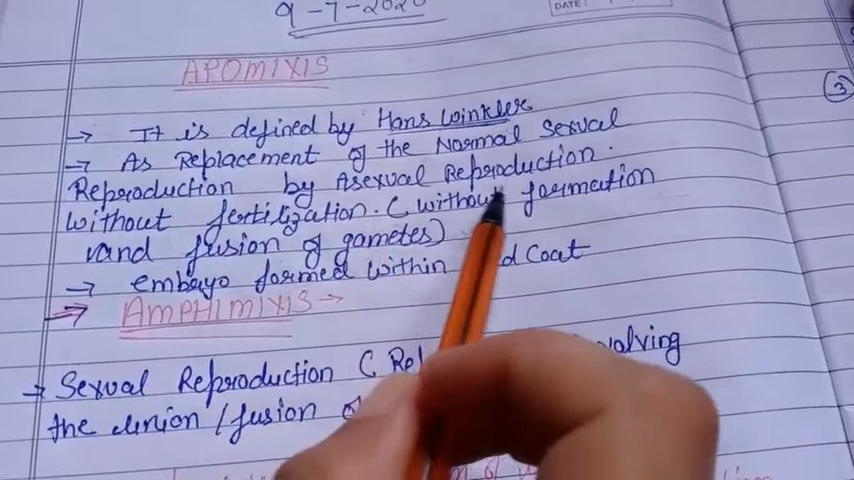 9-7-2020
DATE:
3
APOMIXIS
→ It is defined by Hans Winkler
→ As Replacement of the Normal Sexual
Reproduction by Asexual Reproduction.
without fertilization. ( without formation
and fusion of gametes)
→ embryo formed within d Coat
⇒ AMPHIMIXIS →
→ Sexual Reproduction ( Re volving
the union / fusion
of